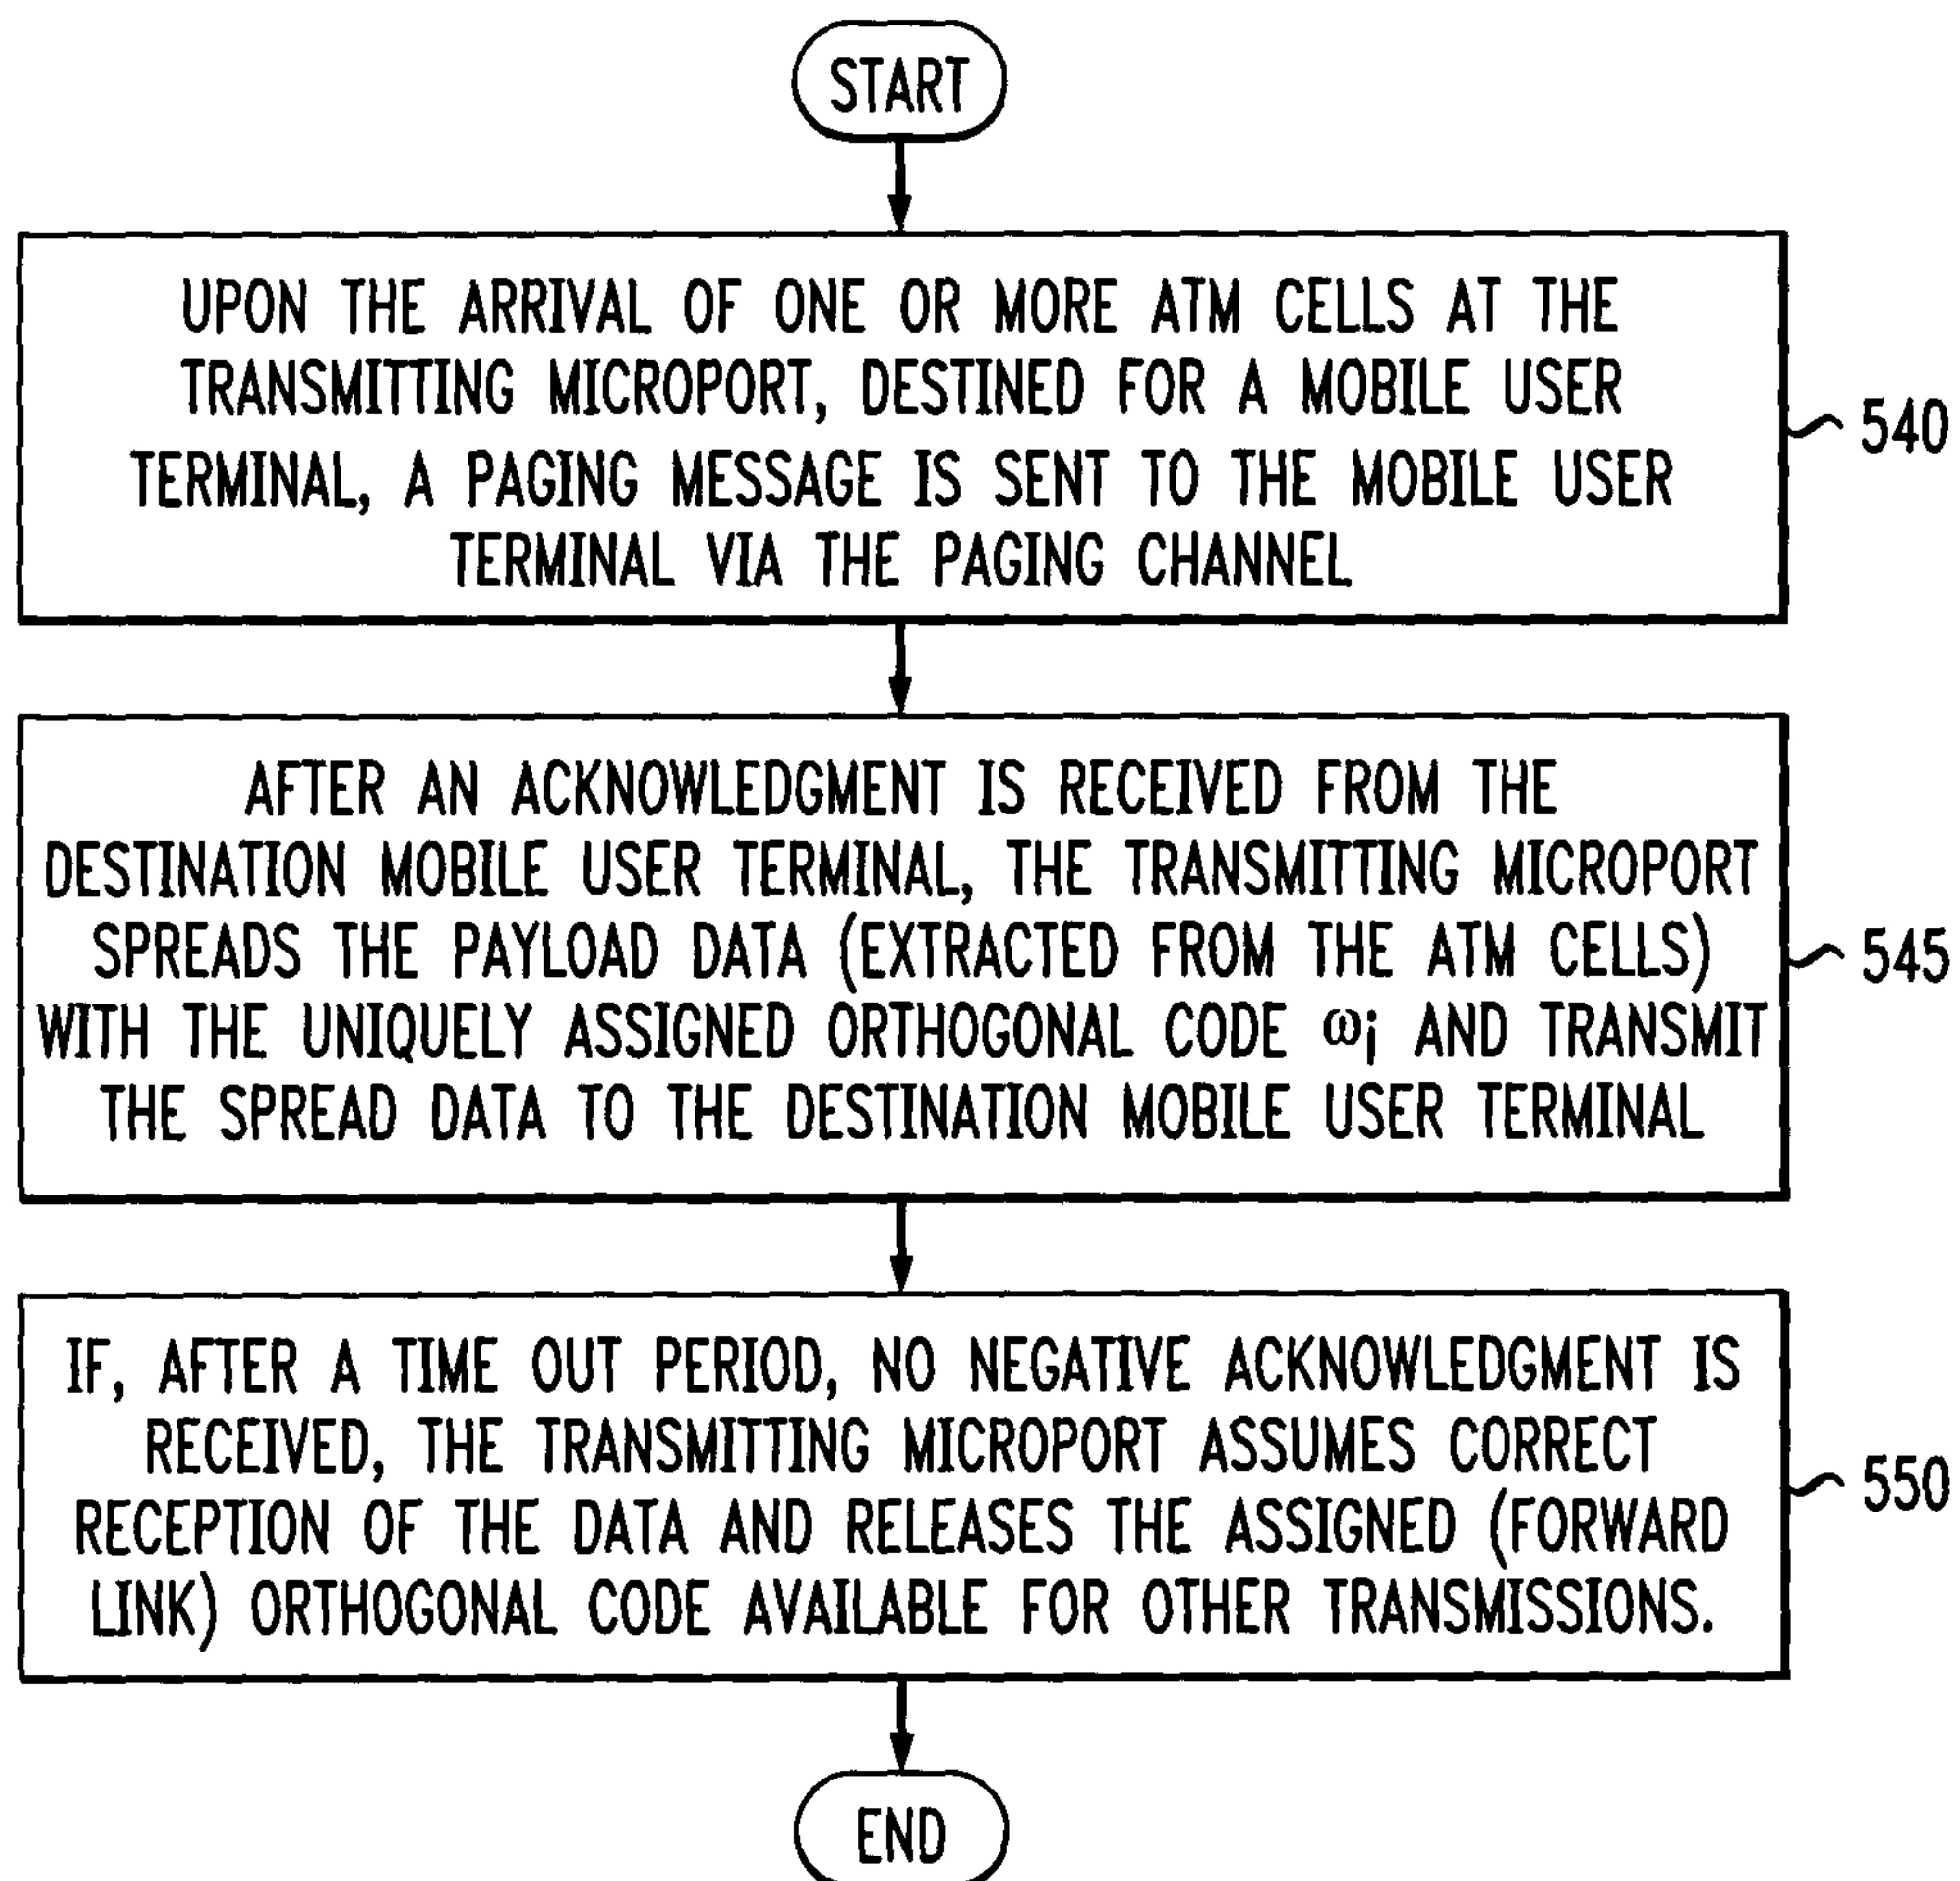 START
UPON THE ARRIVAL OF ONE OR MORE ATM CELLS AT THE
TRANSMITTING MICROPORT, DESTINED FOR A MOBILE USER
TERMINAL, A PAGING MESSAGE IS SENT TO THE MOBILE USER
TERMINAL VIA THE PAGING CHANNEL
540
AFTER AN ACKNOWLEDGMENT IS RECEIVED FROM THE
DESTINATION MOBILE USER TERMINAL, THE TRANSMITTING MICROPORT
SPREADS THE PAYLOAD DATA (EXTRACTED FROM THE ATM CELLS)
WITH THE UNIQUELY ASSIGNED ORTHOGONAL CODE ωj AND TRANSMIT
THE SPREAD DATA TO THE DESTINATION MOBILE USER TERMINAL
545
IF, AFTER A TIME OUT PERIOD, NO NEGATIVE ACKNOWLEDGMENT IS
RECEIVED, THE TRANSMITTING MICROPORT ASSUMES CORRECT
RECEPTION OF THE DATA AND RELEASES THE ASSIGNED (FORWARD
LINK) ORTHOGONAL CODE AVAILABLE FOR OTHER TRANSMISSIONS.
550
END